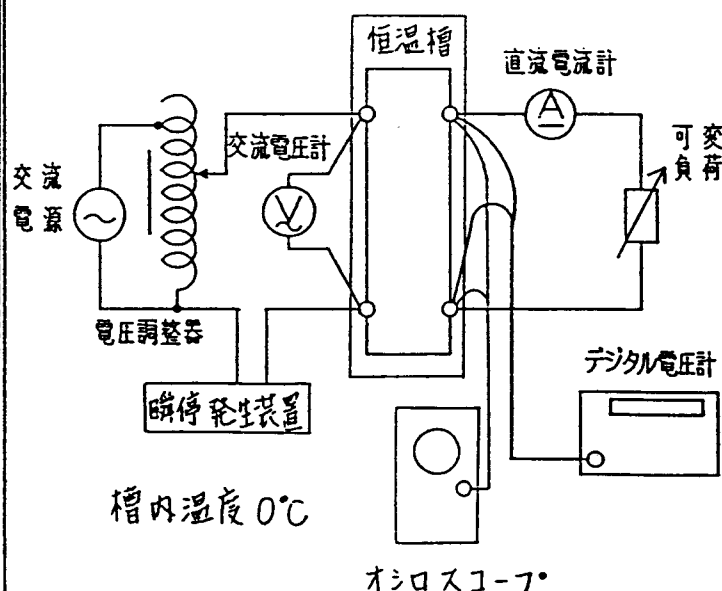 恒温槽
直流電流計
A
可変
負荷
交流電圧計
V
交流
電源
電圧調整器
瞬停発生装置
デジタル電圧計
槽内温度0℃
オシロスコープ